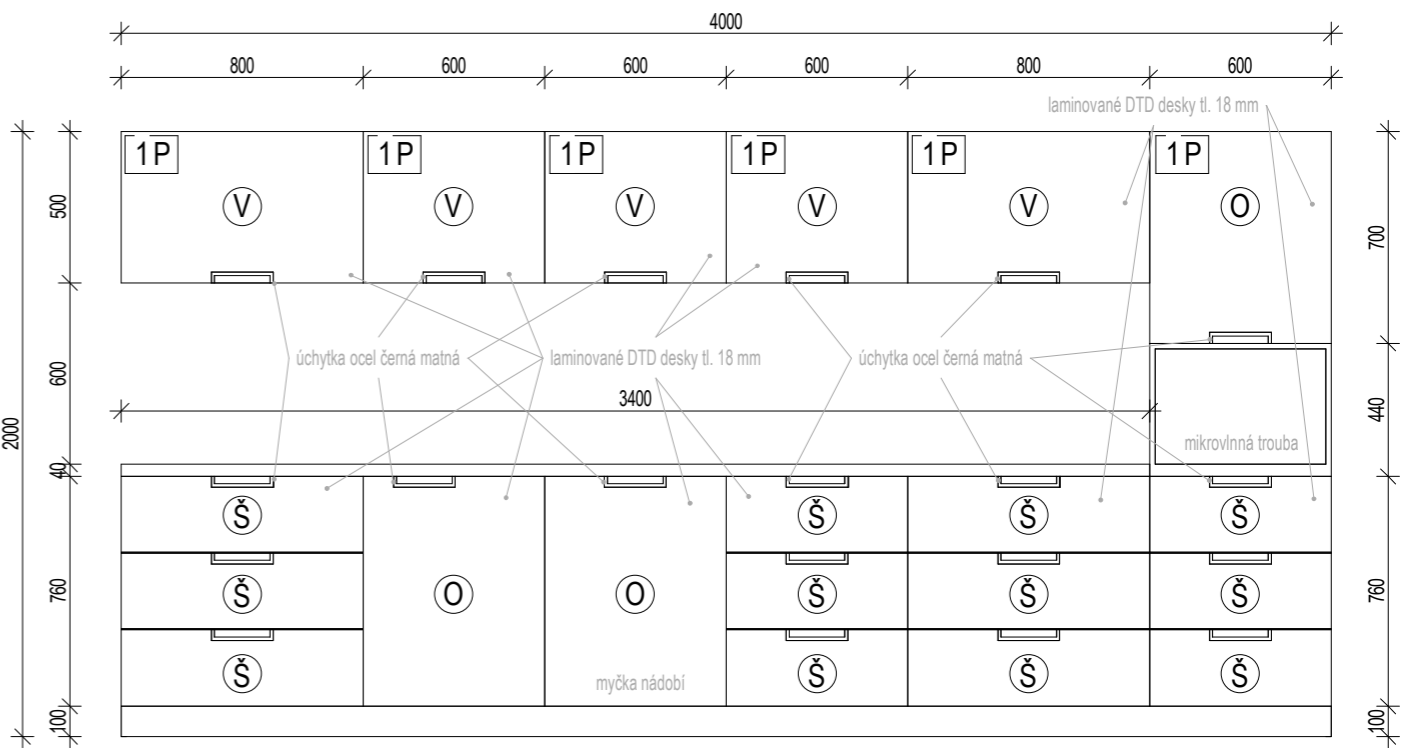 4000
800 600 600 600 800 600
laminované DTD desky tl. 18 mm
1P 1P 1P 1P 1P 1P
V V V V V O
500
700
úchytka ocel černá matná laminované DTD desky tl. 18 mm úchytka ocel černá matná
600
3400
440
2000
mikrovlnná trouba
40
Š Š Š Š
760
Š O O Š Š Š
760
Š Š Š Š
myčka nádobí
100
100